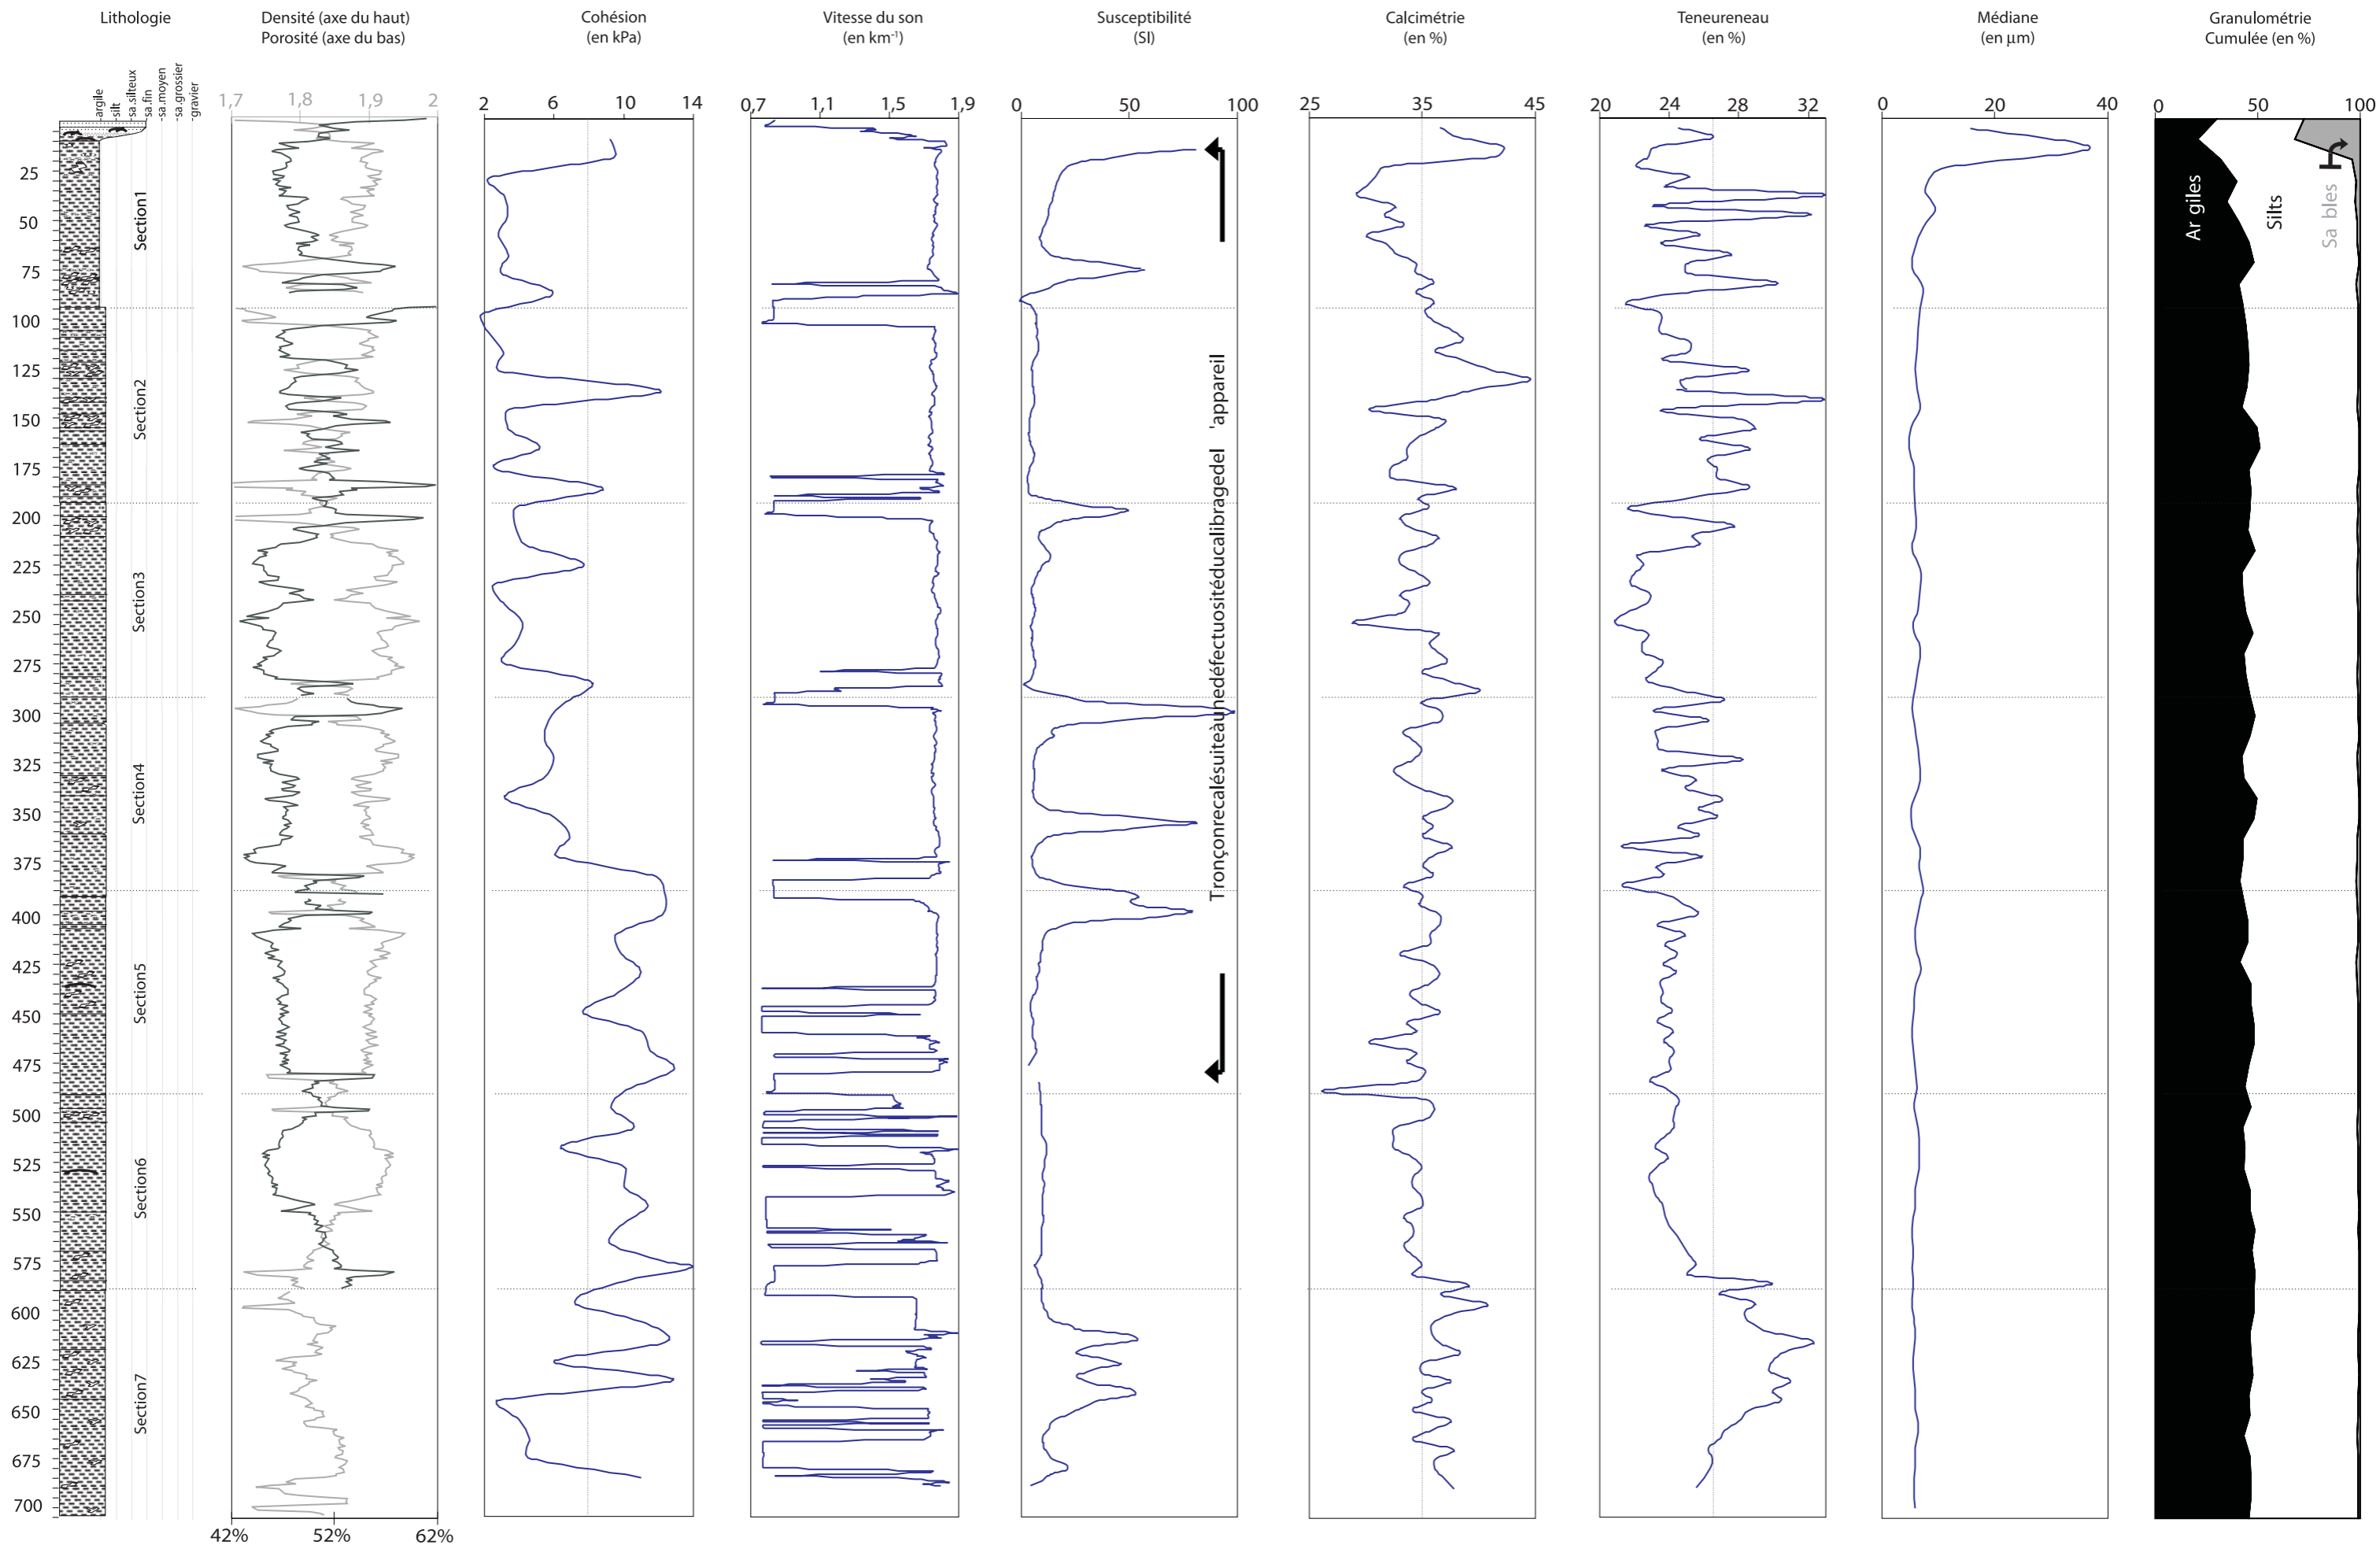 Lithologie
Densité (axe du haut)
Porosité (axe du bas)
Cohésion
(en kPa)
Vitesse du son
(en km⁻¹)
Susceptibilité
(SI)
Calcimétrie
(en %)
Teneureneau
(en %)
Médiane
(en µm)
Granulométrie
Cumulée (en %)
argile
silt
sa.silteux
sa.fin
sa.moyen
sa.grossier
gravier
1,7 1,8 1,9 2
2 6 10 14
0,7 1,1 1,5 1,9
0 50 100
25 35 45
20 24 28 32
0 20 40
0 50 100
25
50
75
100
125
150
175
200
225
250
275
300
325
350
375
400
425
450
475
500
525
550
575
600
625
650
675
700
Section1
Section2
Section3
Section4
Section5
Section6
Section7
Tronçonrecalésuiteàunedéfectuositéducalibragedel 'appareil
Ar giles
Silts
Sa bles
42% 52% 62%